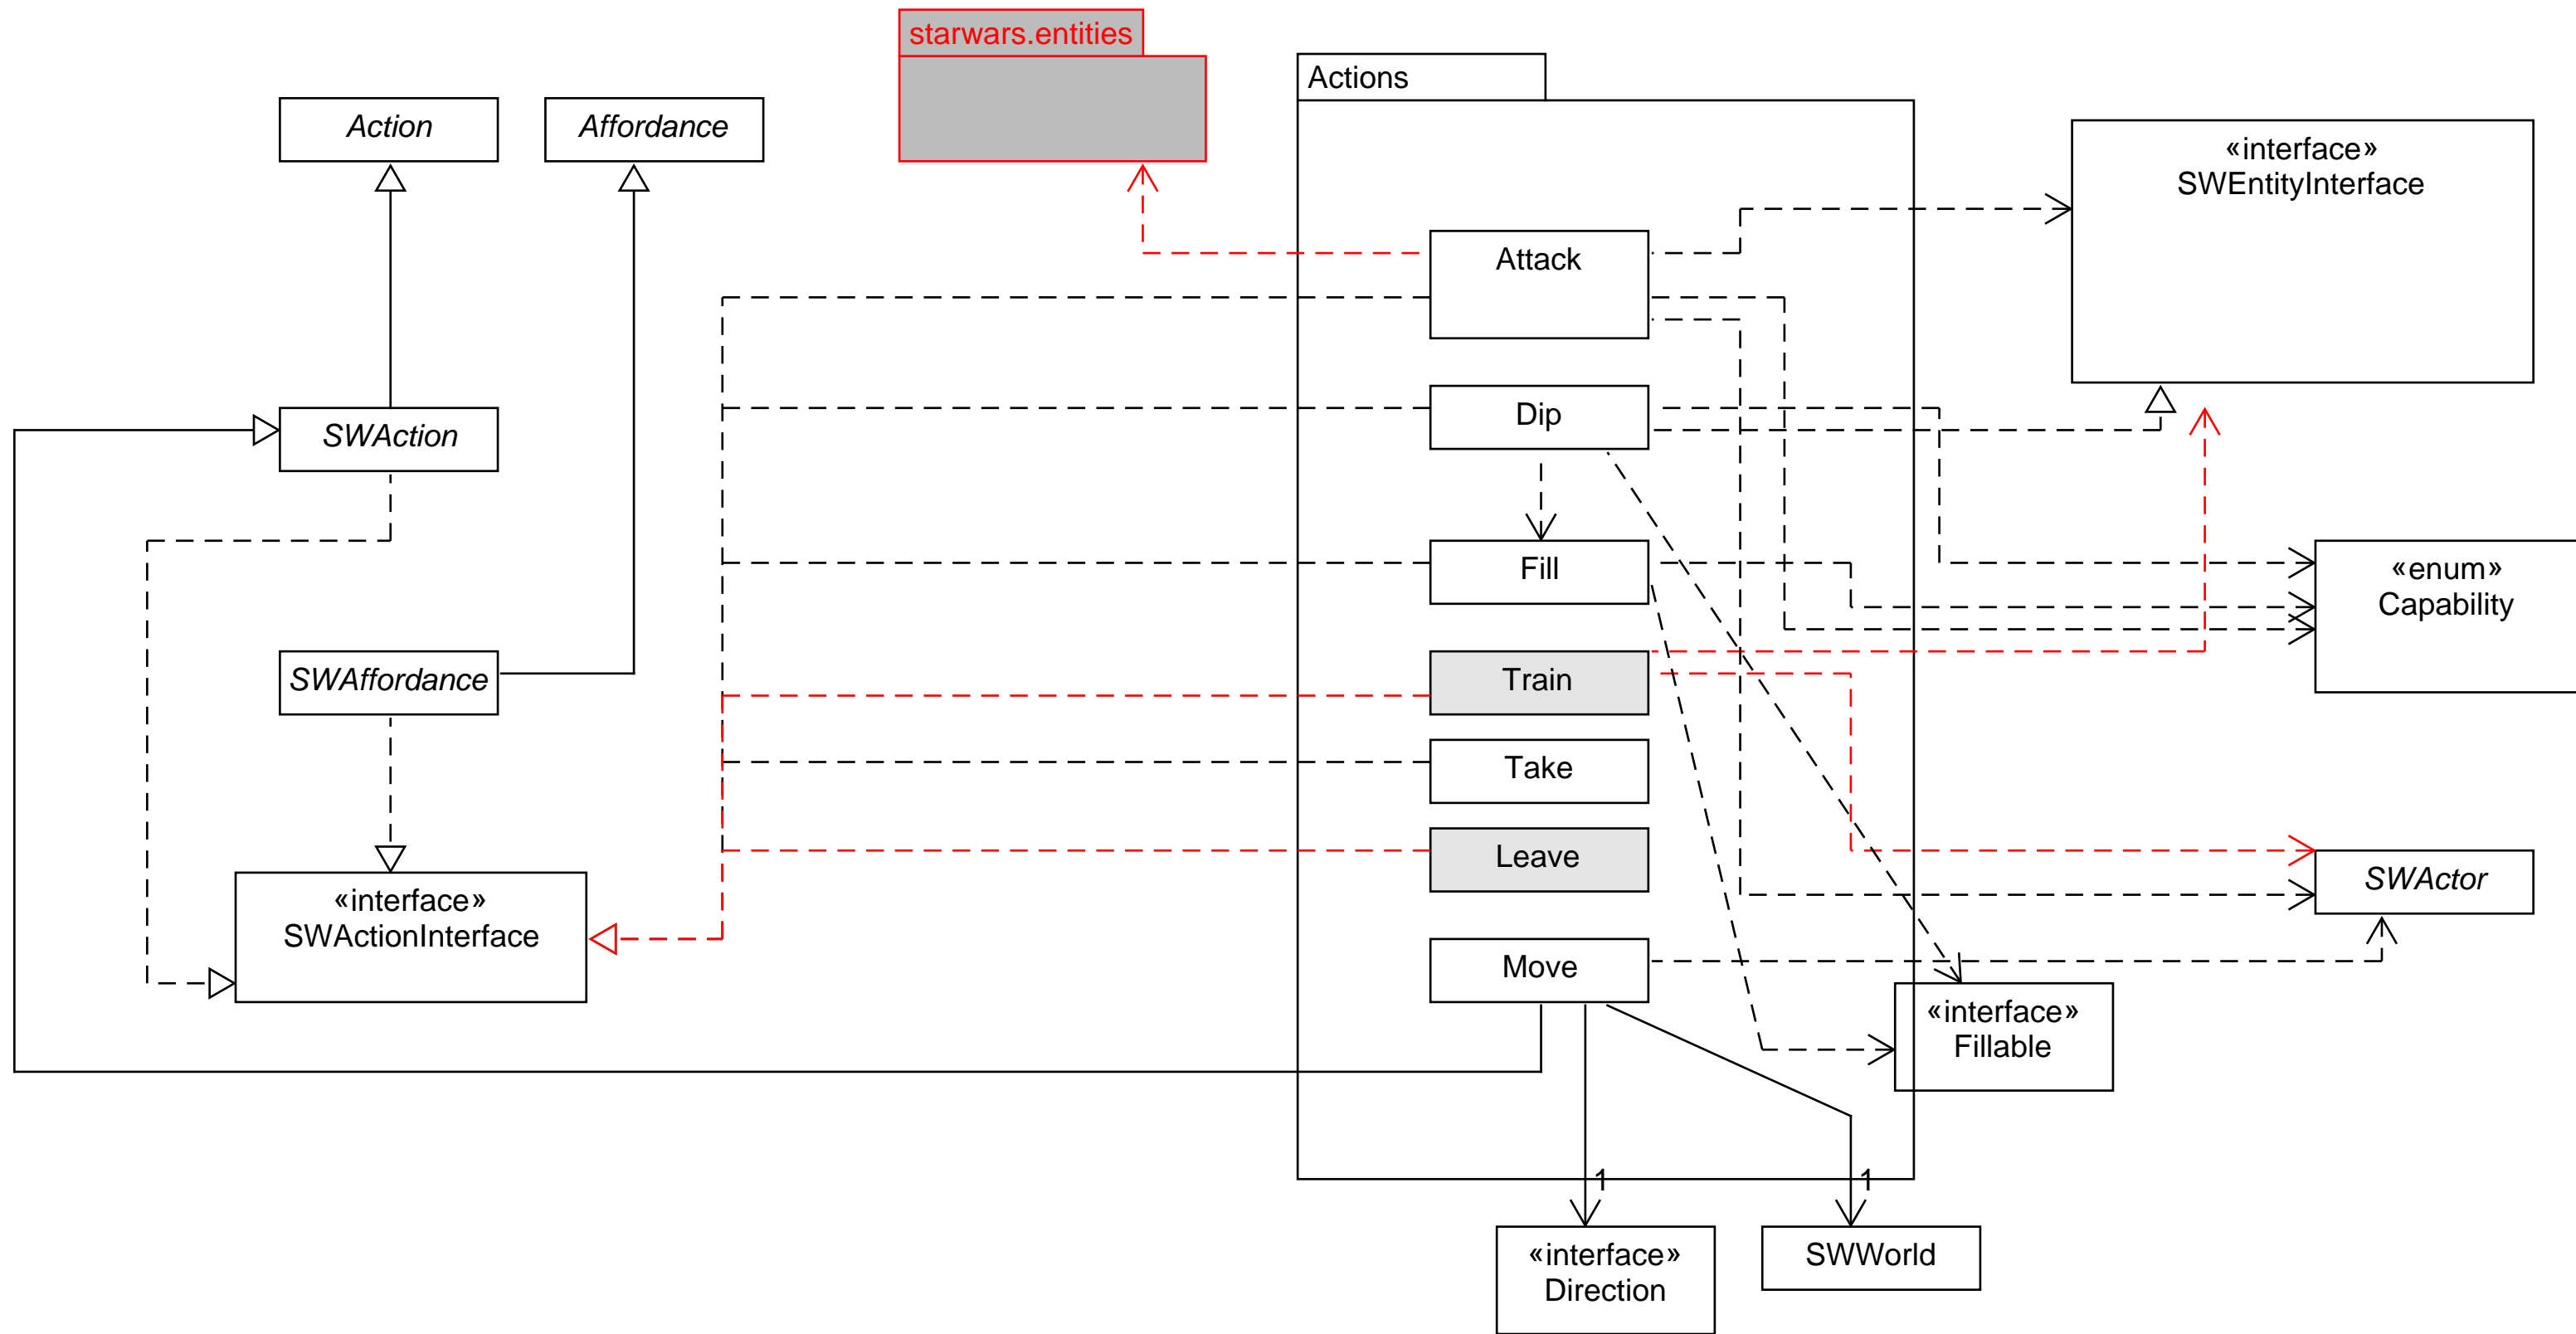 starwars.entities
Actions
Action
Affordance
«interface»
SWEntityInterface
Attack
Dip
SWAction
Fill
«enum»
Capability
SWAffordance
Train
Take
Leave
SWActor
«interface»
SWActionInterface
Move
«interface»
Fillable
1
1
«interface»
Direction
SWWorld